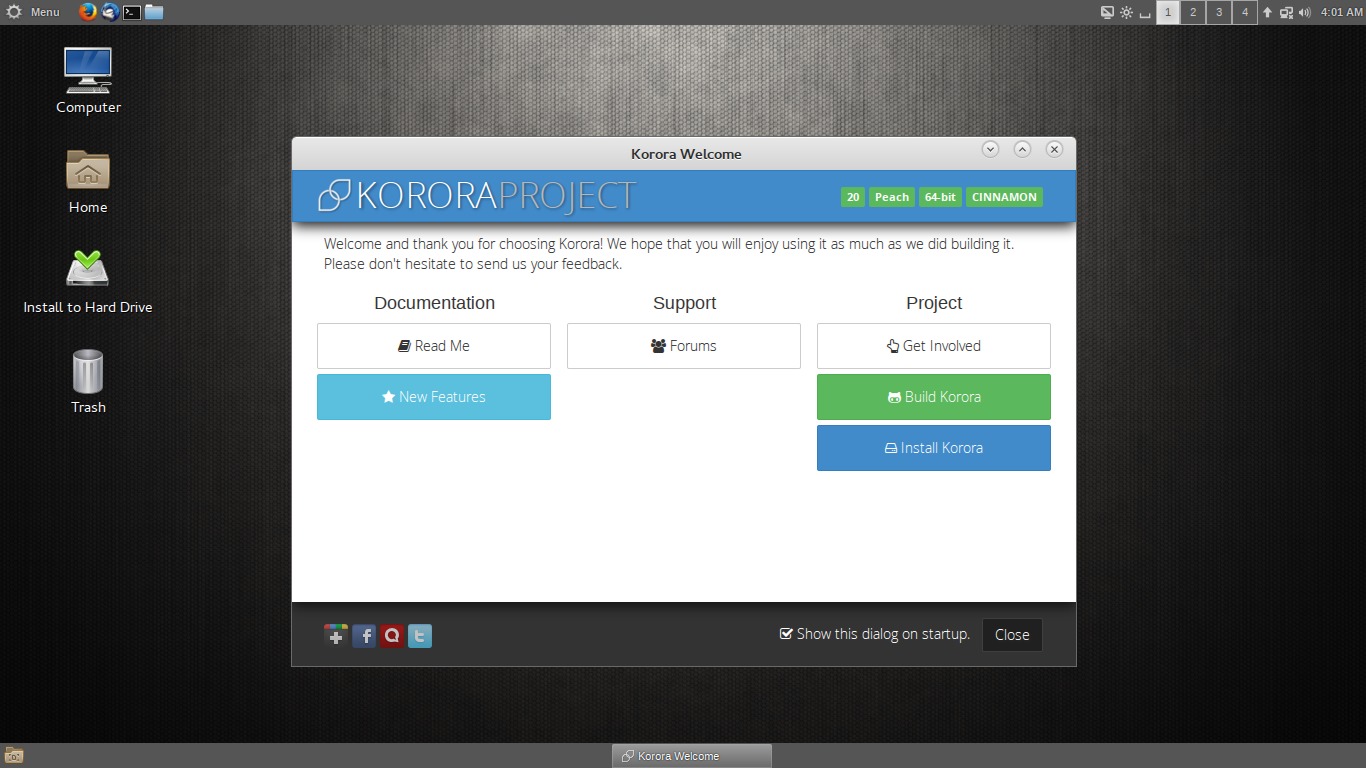 Menu
1 2 3 4
4:01 AM
Computer
Home
Install to Hard Drive
Trash
Korora Welcome
KORORAPROJECT
20 Peach 64-bit CINNAMON
Welcome and thank you for choosing Korora! We hope that you will enjoy using it as much as we did building it.
Please don't hesitate to send us your feedback.
Documentation
Read Me
New Features
Support
Forums
Project
Get Involved
Build Korora
Install Korora
Show this dialog on startup.
Close
Korora Welcome